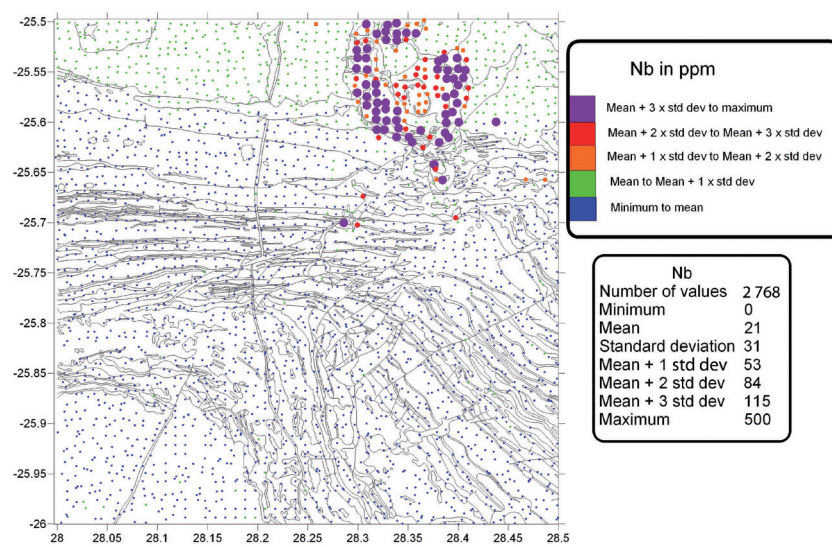 -25.5
-25.55
-25.6
-25.65
-25.7
-25.75
-25.8
-25.85
-25.9
-25.95
-26
28 28.05 28.1 28.15 28.2 28.25 28.3 28.35 28.4 28.45 28.5
Nb in ppm
Mean + 3 x std dev to maximum
Mean + 2 x std dev to Mean + 3 x std dev
Mean + 1 x std dev to Mean + 2 x std dev
Mean to Mean + 1 x std dev
Minimum to mean
Nb
Number of values 2 768
Minimum 0
Mean 21
Standard deviation 31
Mean + 1 std dev 53
Mean + 2 std dev 84
Mean + 3 std dev 115
Maximum 500